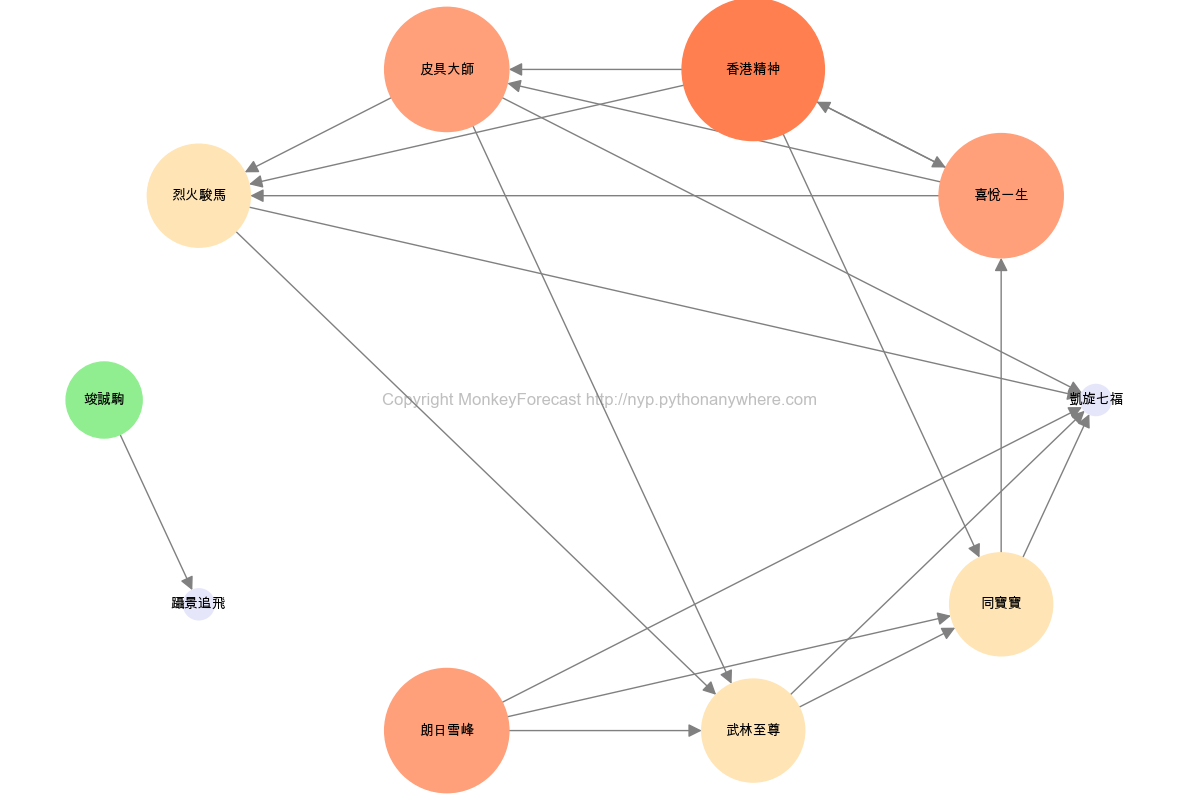 皮具大師
香港精神
烈火駿馬
喜悅一生
竣誠駒
Copyright MonkeyForecast http://nyp.pythonanywhere.com
凱旋七福
躡景追飛
同寶寶
朗日雪峰
武林至尊